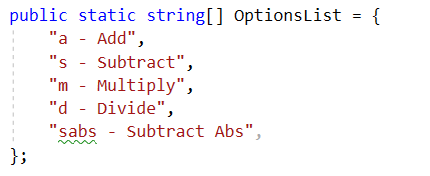 public static string[] OptionsList = {
"a - Add",
"s - Subtract",
"m - Multiply",
"d - Divide",
"sabs - Subtract Abs",
};